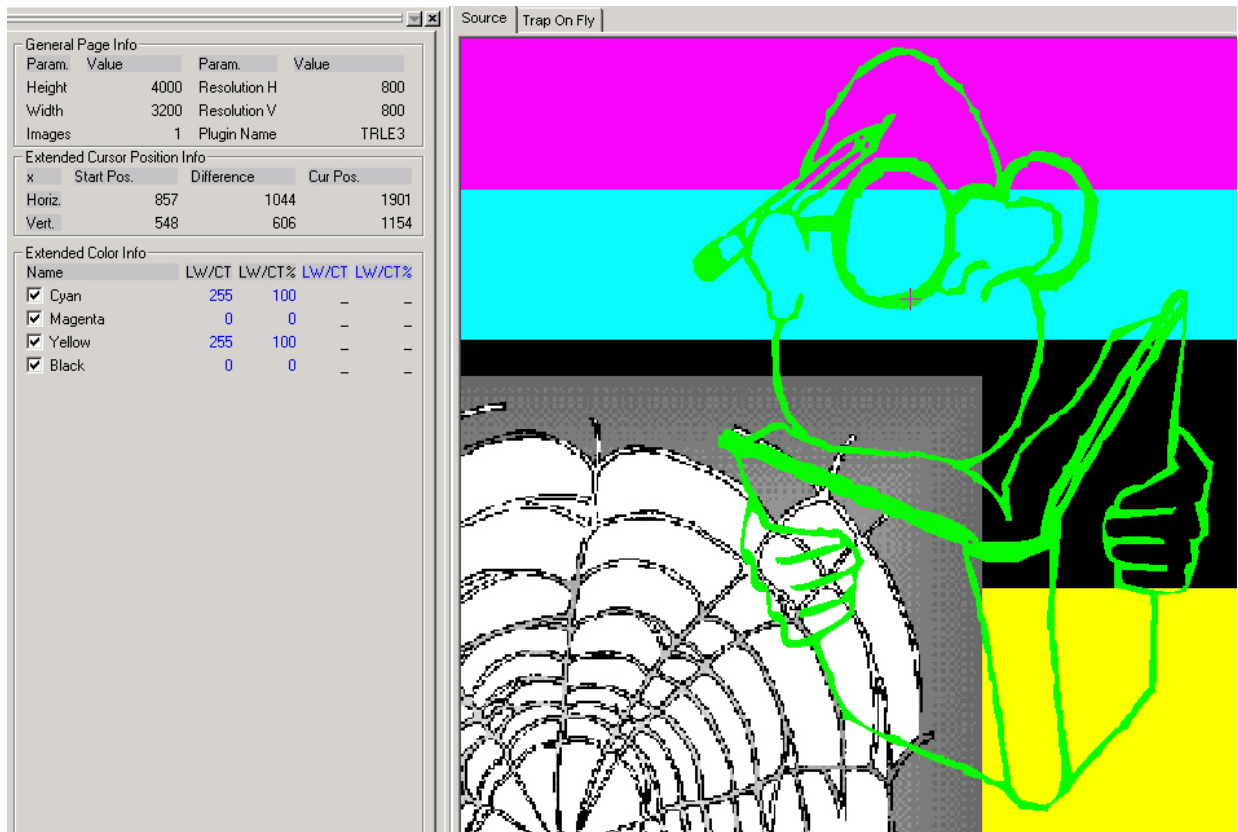 Source Trap On Fly
General Page Info
Param. Value Param. Value
Height 4000 Resolution H 800
Width 3200 Resolution V 800
Images 1 Plugin Name TRLE3
Extended Cursor Position Info
x Start Pos. Difference Cur Pos.
Horiz. 857 1044 1901
Vert. 548 606 1154
Extended Color Info
Name LW/CT LW/CT% LW/CT LW/CT%
Cyan 255 100 _ _
Magenta 0 0 _ _
Yellow 255 100 _ _
Black 0 0 _ _